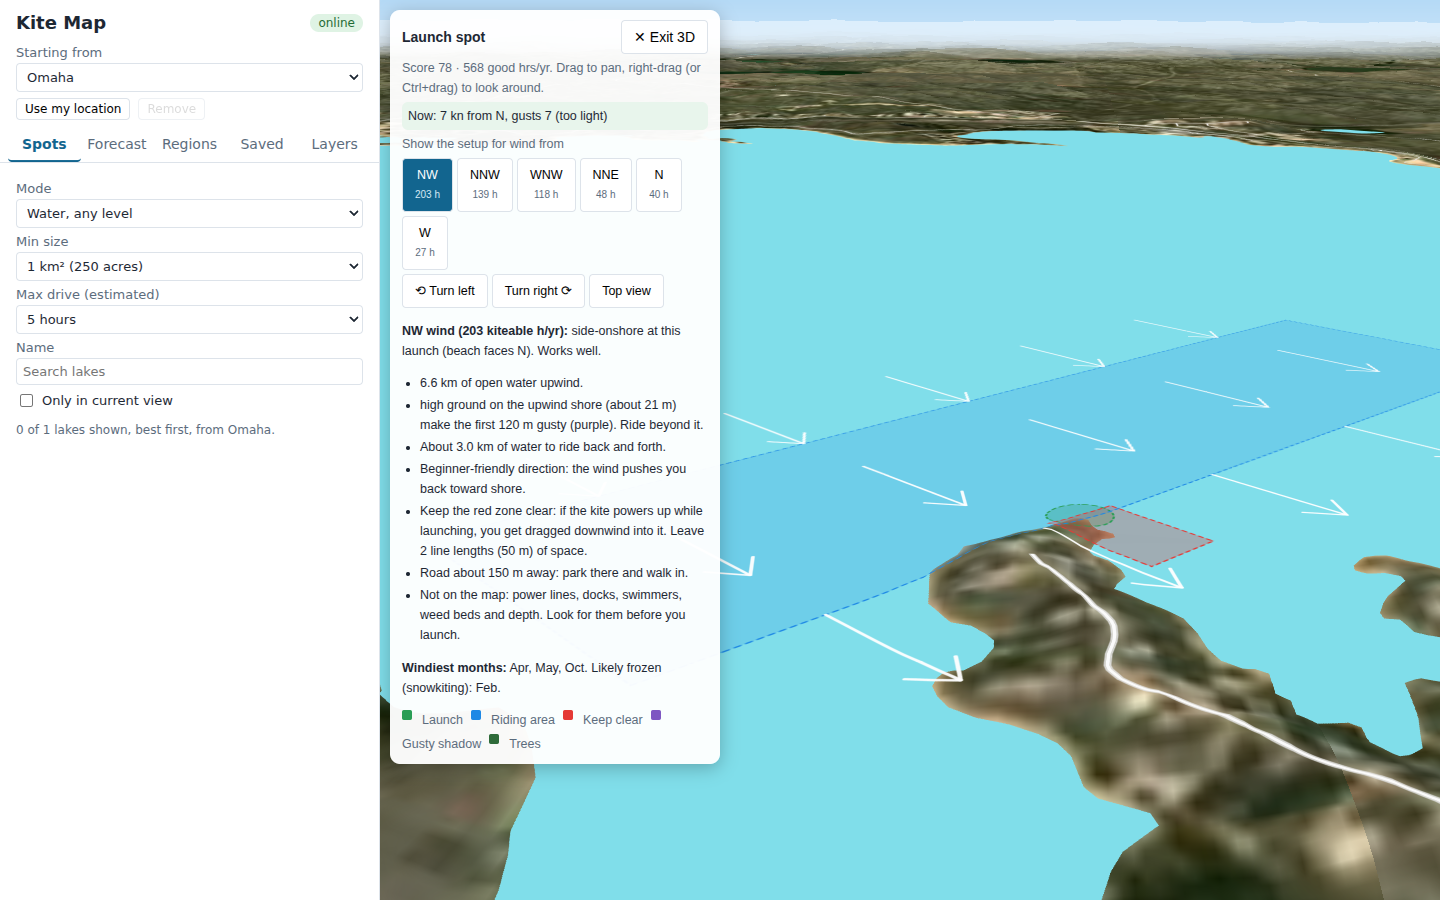 Kite Map
online
Starting from
Omaha
Use my location
Remove
Spots
Forecast
Regions
Saved
Layers
Mode
Water, any level
Min size
1 km² (250 acres)
Max drive (estimated)
5 hours
Name
Search lakes
Only in current view
0 of 1 lakes shown, best first, from Omaha.
Launch spot
✕ Exit 3D
Score 78 · 568 good hrs/yr. Drag to pan, right-drag (or
Ctrl+drag) to look around.
Now: 7 kn from N, gusts 7 (too light)
Show the setup for wind from
NW
203 h
NNW
139 h
WNW
118 h
NNE
48 h
N
40 h
W
27 h
⟲ Turn left
Turn right ⟳
Top view
NW wind (203 kiteable h/yr): side-onshore at this
launch (beach faces N). Works well.
• 6.6 km of open water upwind.
• high ground on the upwind shore (about 21 m)
make the first 120 m gusty (purple). Ride beyond it.
• About 3.0 km of water to ride back and forth.
• Beginner-friendly direction: the wind pushes you
back toward shore.
• Keep the red zone clear: if the kite powers up while
launching, you get dragged downwind into it. Leave
2 line lengths (50 m) of space.
• Road about 150 m away: park there and walk in.
• Not on the map: power lines, docks, swimmers,
weed beds and depth. Look for them before you
launch.
Windiest months: Apr, May, Oct. Likely frozen
(snowkiting): Feb.
Launch
Riding area
Keep clear
Gusty shadow
Trees